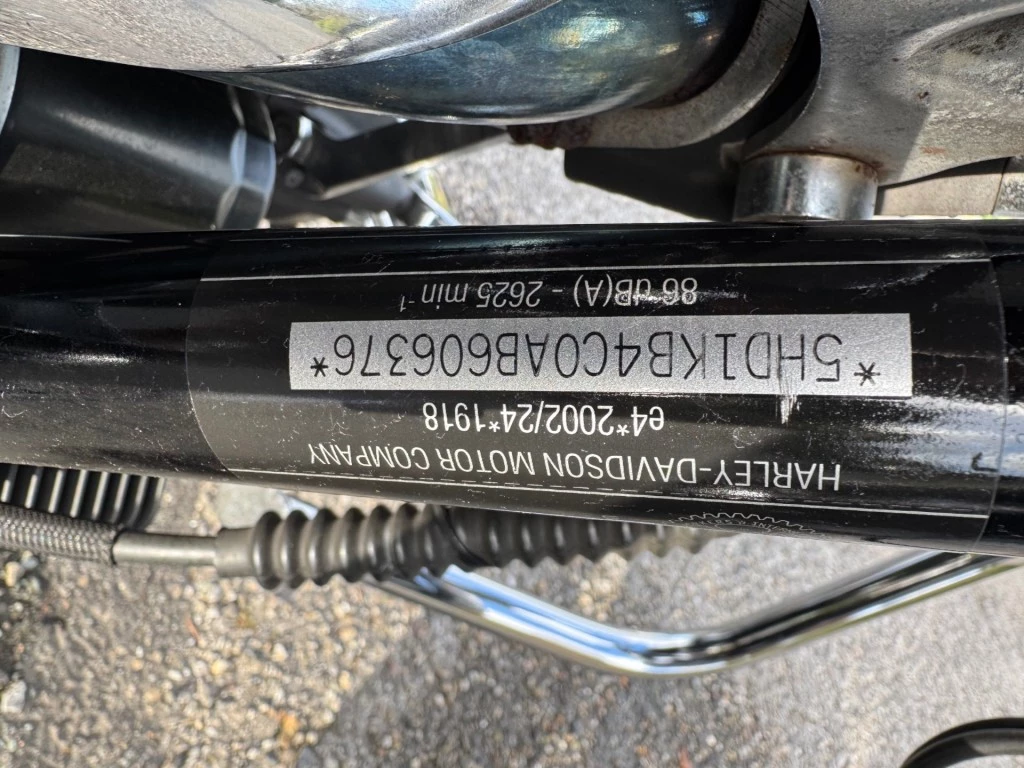 HARLEY-DAVIDSON MOTOR COMPANY
e4*2002/24*1918
*5HD1KB4C0AB606376*
86 dB(A) - 2625 min⁻¹